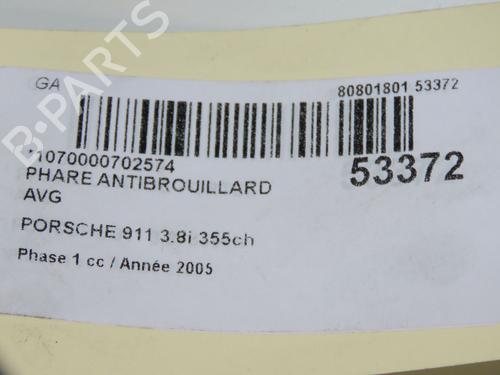 GA 80801801 53372
*1070000702574
53372
PHARE ANTIBROUILLARD
AVG
PORSCHE 911 3.8i 355ch
Phase 1 cc / Année 2005
B-PARTS